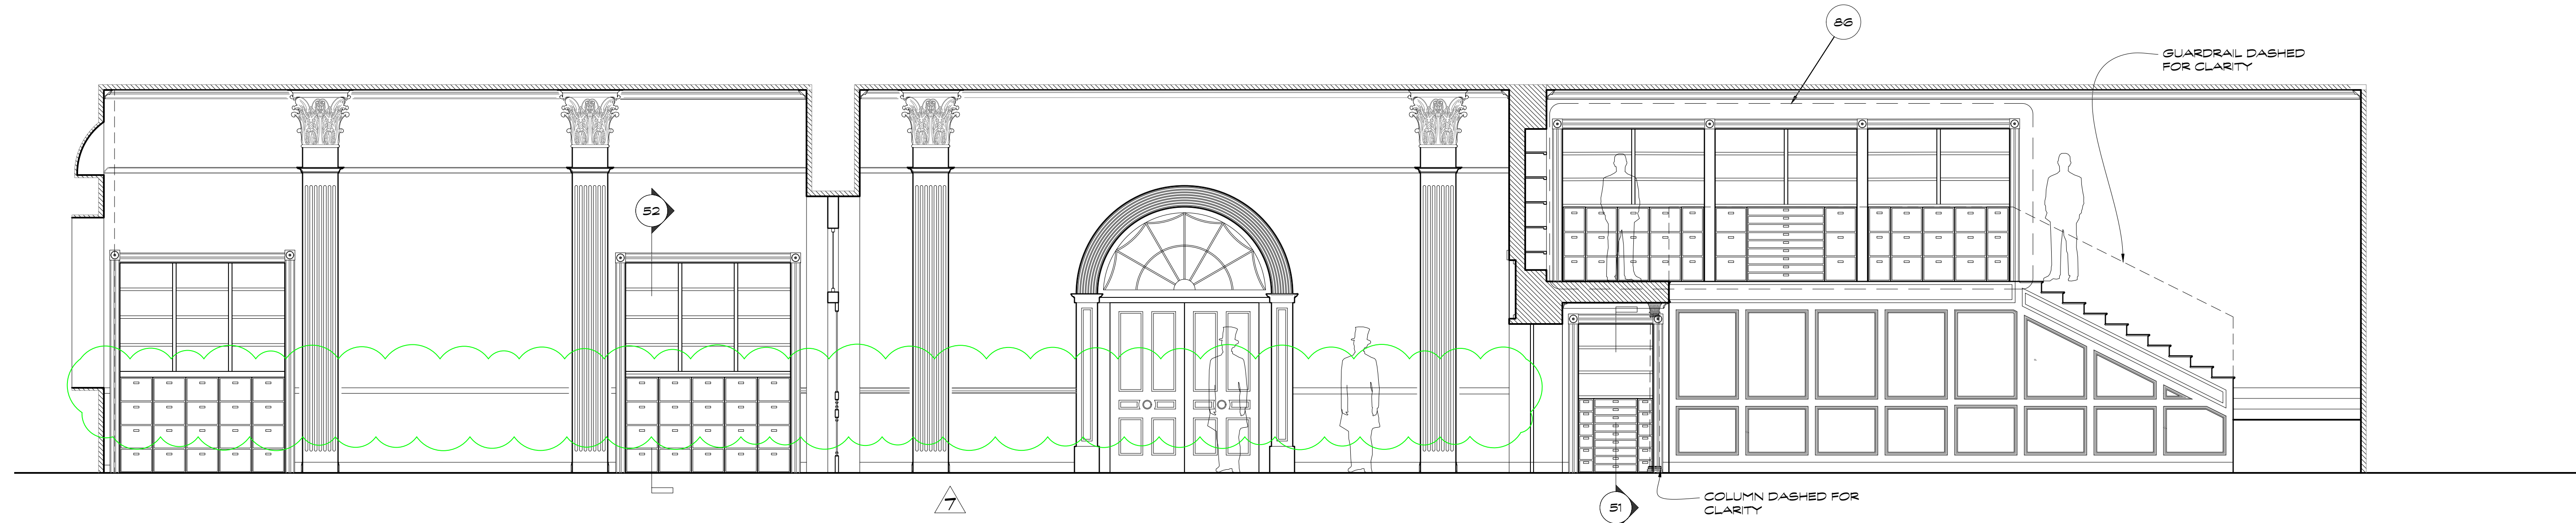 86
GUARDRAIL DASHED
FOR CLARITY
52
7
COLUMN DASHED FOR
CLARITY
51